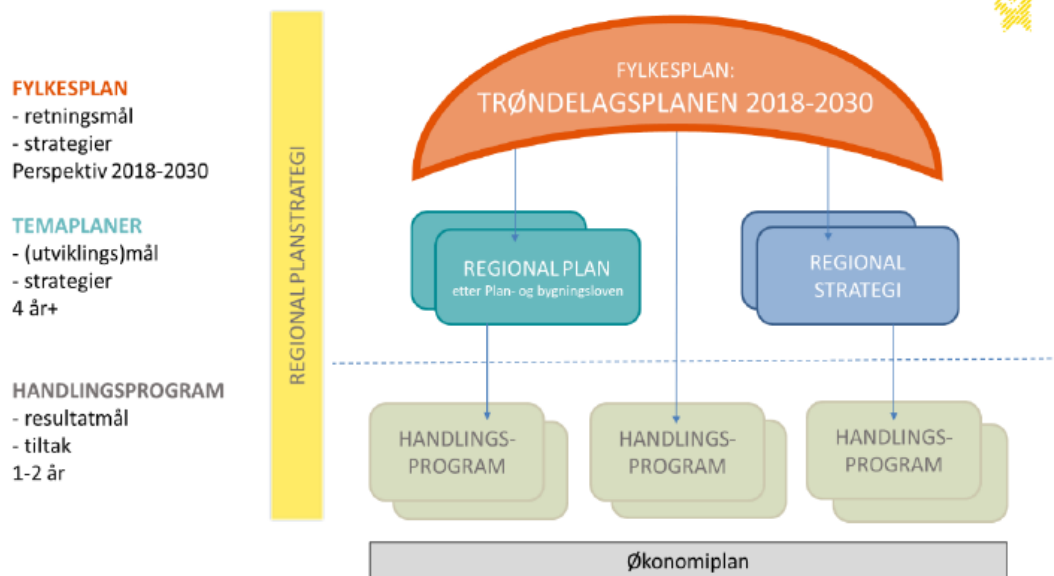 FYLKESPLAN
- retningsmål
- strategier
Perspektiv 2018-2030
TEMAPLANER
- (utviklings)mål
- strategier
4 år+
HANDLINGSPROGRAM
- resultatmål
- tiltak
1-2 år
REGIONAL PLANSTRATEGI
FYLKESPLAN:
TRØNDELAGSPLANEN 2018-2030
REGIONAL PLAN
etter Plan- og bygningsloven
REGIONAL
STRATEGI
HANDLINGS-
PROGRAM
HANDLINGS-
PROGRAM
HANDLINGS-
PROGRAM
Økonomiplan